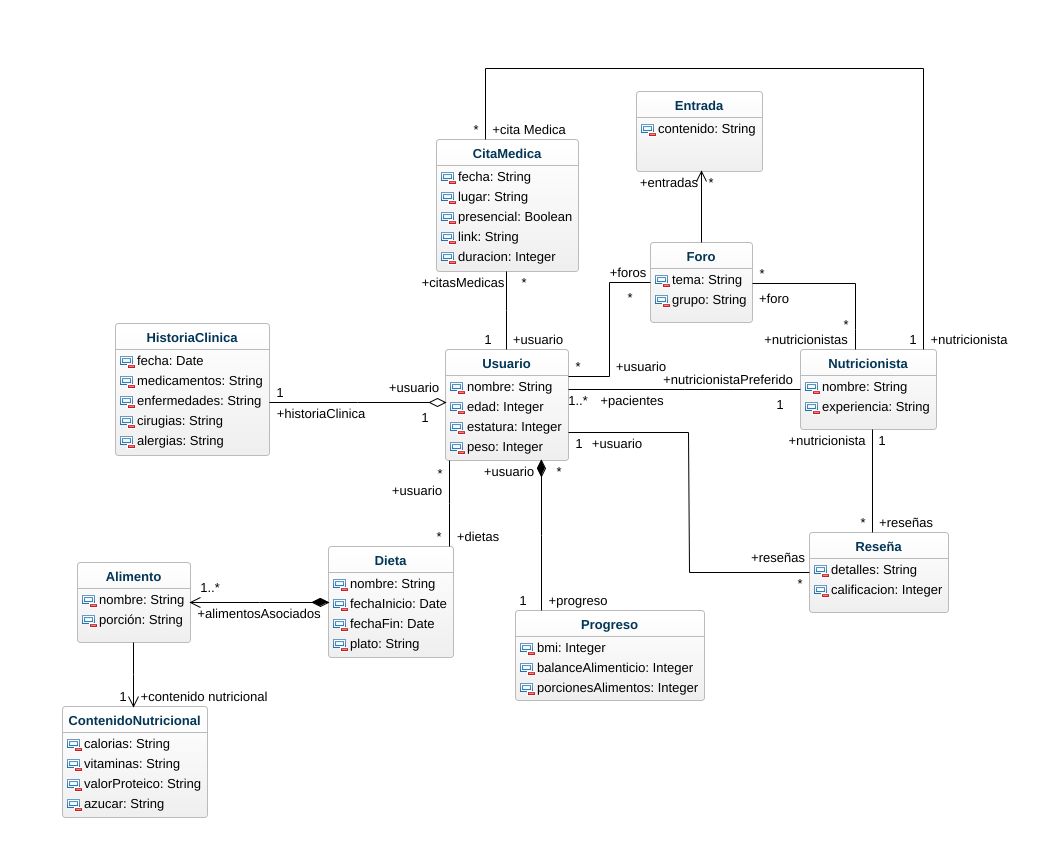 Entrada
contenido: String
* +cita Medica
CitaMedica
fecha: String
lugar: String
presencial: Boolean
link: String
duracion: Integer
+entradas *
Foro
tema: String
grupo: String
+citasMedicas *
+foros
*
*
+foro
*
+nutricionistas
1 +nutricionista
1 +usuario
HistoriaClinica
fecha: Date
medicamentos: String
enfermedades: String
cirugias: String
alergias: String
Usuario
nombre: String
edad: Integer
estatura: Integer
peso: Integer
Nutricionista
nombre: String
experiencia: String
*
+usuario
+nutricionistaPreferido
1..* +pacientes
1
1
+historiaClinica
+usuario
1
1 +usuario
+nutricionista 1
*
+usuario
+usuario *
* +dietas
* +reseñas
Reseña
detalles: String
calificacion: Integer
+reseñas
*
Dieta
nombre: String
fechaInicio: Date
fechaFin: Date
plato: String
Alimento
nombre: String
porción: String
1..*
+alimentosAsociados
1 +progreso
Progreso
bmi: Integer
balanceAlimenticio: Integer
porcionesAlimentos: Integer
1 +contenido nutricional
ContenidoNutricional
calorias: String
vitaminas: String
valorProteico: String
azucar: String